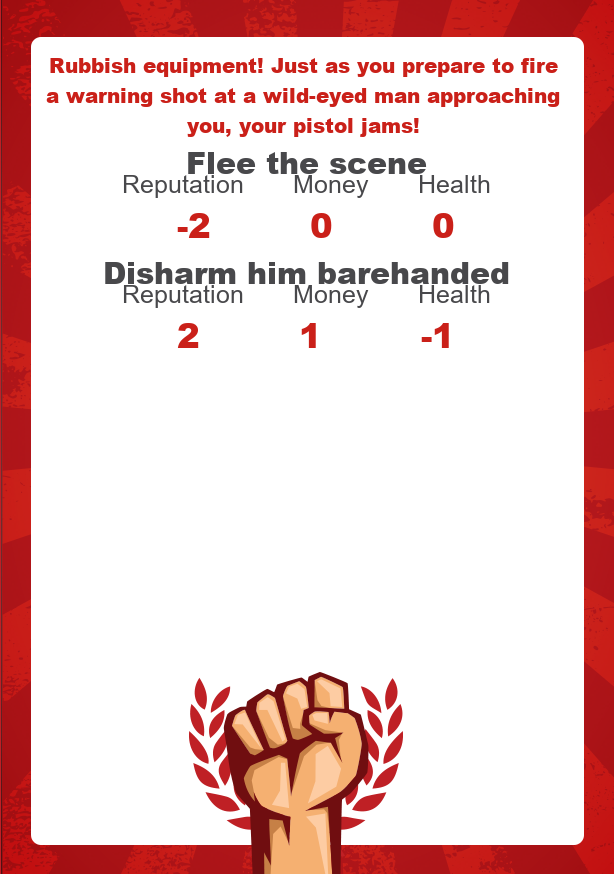 Rubbish equipment! Just as you prepare to fire
a warning shot at a wild-eyed man approaching
you, your pistol jams!
Flee the scene
Reputation Money Health
-2 0 0
Disharm him barehanded
Reputation Money Health
2 1 -1